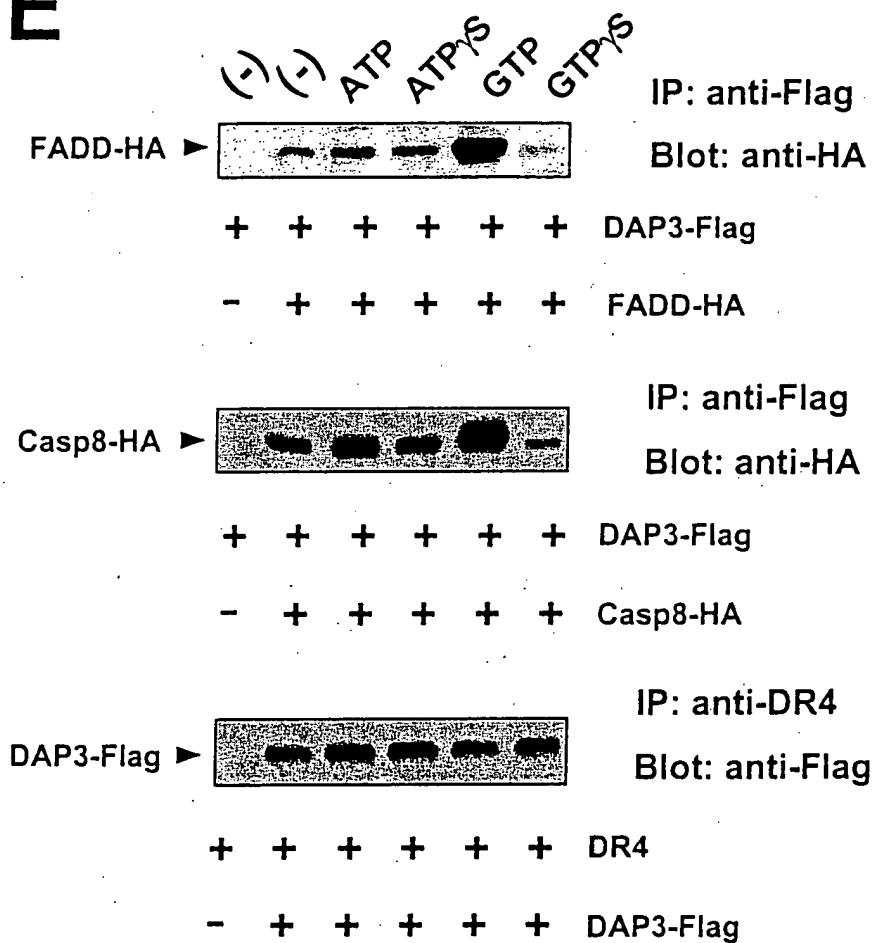 E
(-) (-) ATP ATPγS GTP GTPγS
IP: anti-Flag
FADD-HA
Blot: anti-HA
+ + + + + + DAP3-Flag
- + + + + + FADD-HA
IP: anti-Flag
Casp8-HA
Blot: anti-HA
+ + + + + + DAP3-Flag
- + + + + + Casp8-HA
IP: anti-DR4
DAP3-Flag
Blot: anti-Flag
+ + + + + + DR4
- + + + + + DAP3-Flag